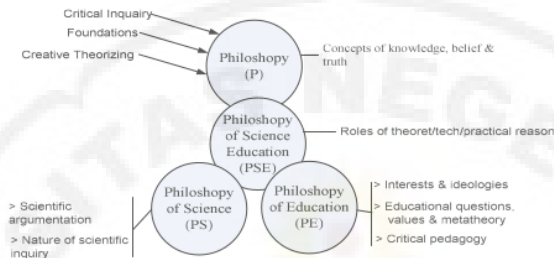 Critical Inquairy
Foundations
Creative Theorizing
Philoshopy
(P)
Concepts of knowledge, belief &
truth
Philoshopy
of Science
Education
(PSE)
Roles of theoret/tech/practical reason
Philoshopy
of Science
(PS)
Philoshopy
of Education
(PE)
> Scientific
argumentation
> Nature of scientific
inquiry
> Interests & ideologies
> Educational questions,
values & metatheory
> Critical pedagogy